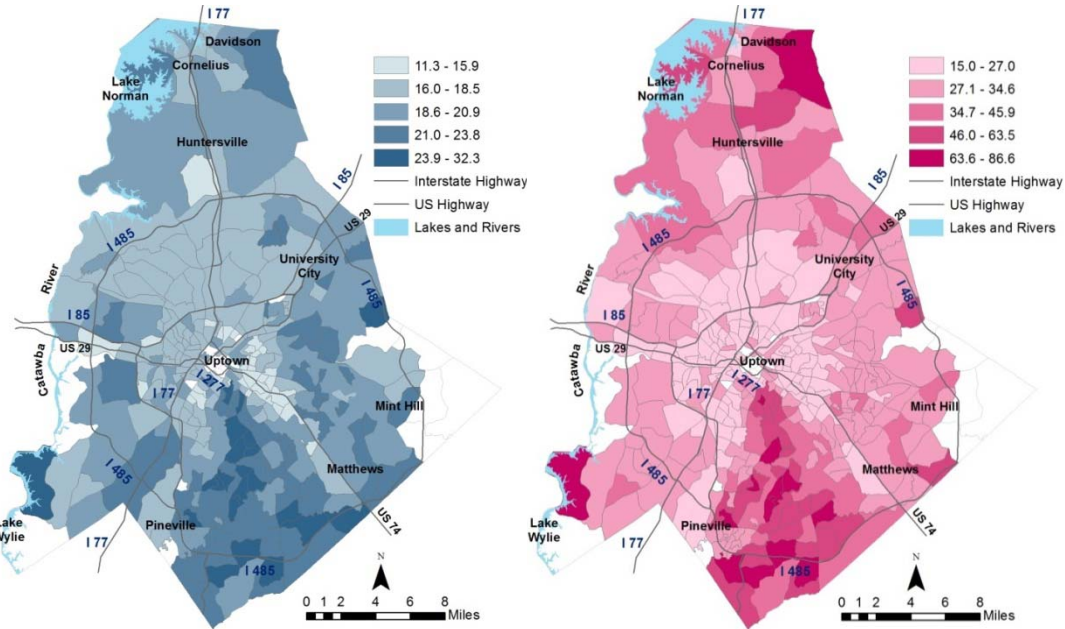 I 77
Davidson
Cornelius
Lake
Norman
Huntersville
I 85
US 29
I 485
University
City
River
I 485
I 85
US 29
Catawba
Uptown
I 277
I 77
Mint Hill
I 485
Matthews
Lake
Wylie
Pineville
US 74
I 77
I 485
11.3 - 15.9
16.0 - 18.5
18.6 - 20.9
21.0 - 23.8
23.9 - 32.3
Interstate Highway
US Highway
Lakes and Rivers
N
0 1 2 4 6 8
Miles
I 77
Davidson
Cornelius
Lake
Norman
Huntersville
I 85
US 29
I 485
University
City
River
I 485
I 85
US 29
Catawba
Uptown
I 277
I 77
Mint Hill
I 485
Matthews
Lake
Wylie
Pineville
US 74
I 77
I 485
15.0 - 27.0
27.1 - 34.6
34.7 - 45.9
46.0 - 63.5
63.6 - 86.6
Interstate Highway
US Highway
Lakes and Rivers
N
0 1 2 4 6 8
Miles